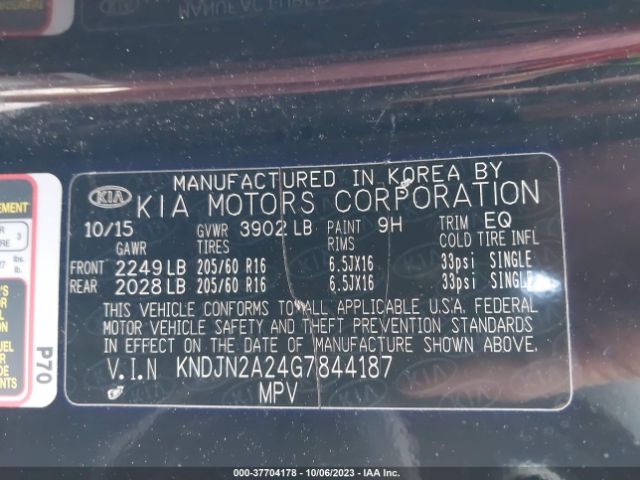 KIA
MANUFACTURED IN KOREA BY
KIA MOTORS CORPORATION
10/15 GVWR 3902 LB PAINT 9H TRIM EQ
GAWR TIRES RIMS COLD TIRE INFL
FRONT 2249 LB 205/60 R16 6.5JX16 33psi SINGLE
REAR 2028 LB 205/60 R16 6.5JX16 33psi SINGLE
THIS VEHICLE CONFORMS TO ALL APPLICABLE U.S.A. FEDERAL
MOTOR VEHICLE SAFETY AND THEFT PREVENTION STANDARDS
IN EFFECT ON THE DATE OF MANUFACTURE SHOWN ABOVE.
V.I.N KNDJN2A24G7844187
MPV
P70
000-37704178 | 10/06/2023 | IAA Inc.